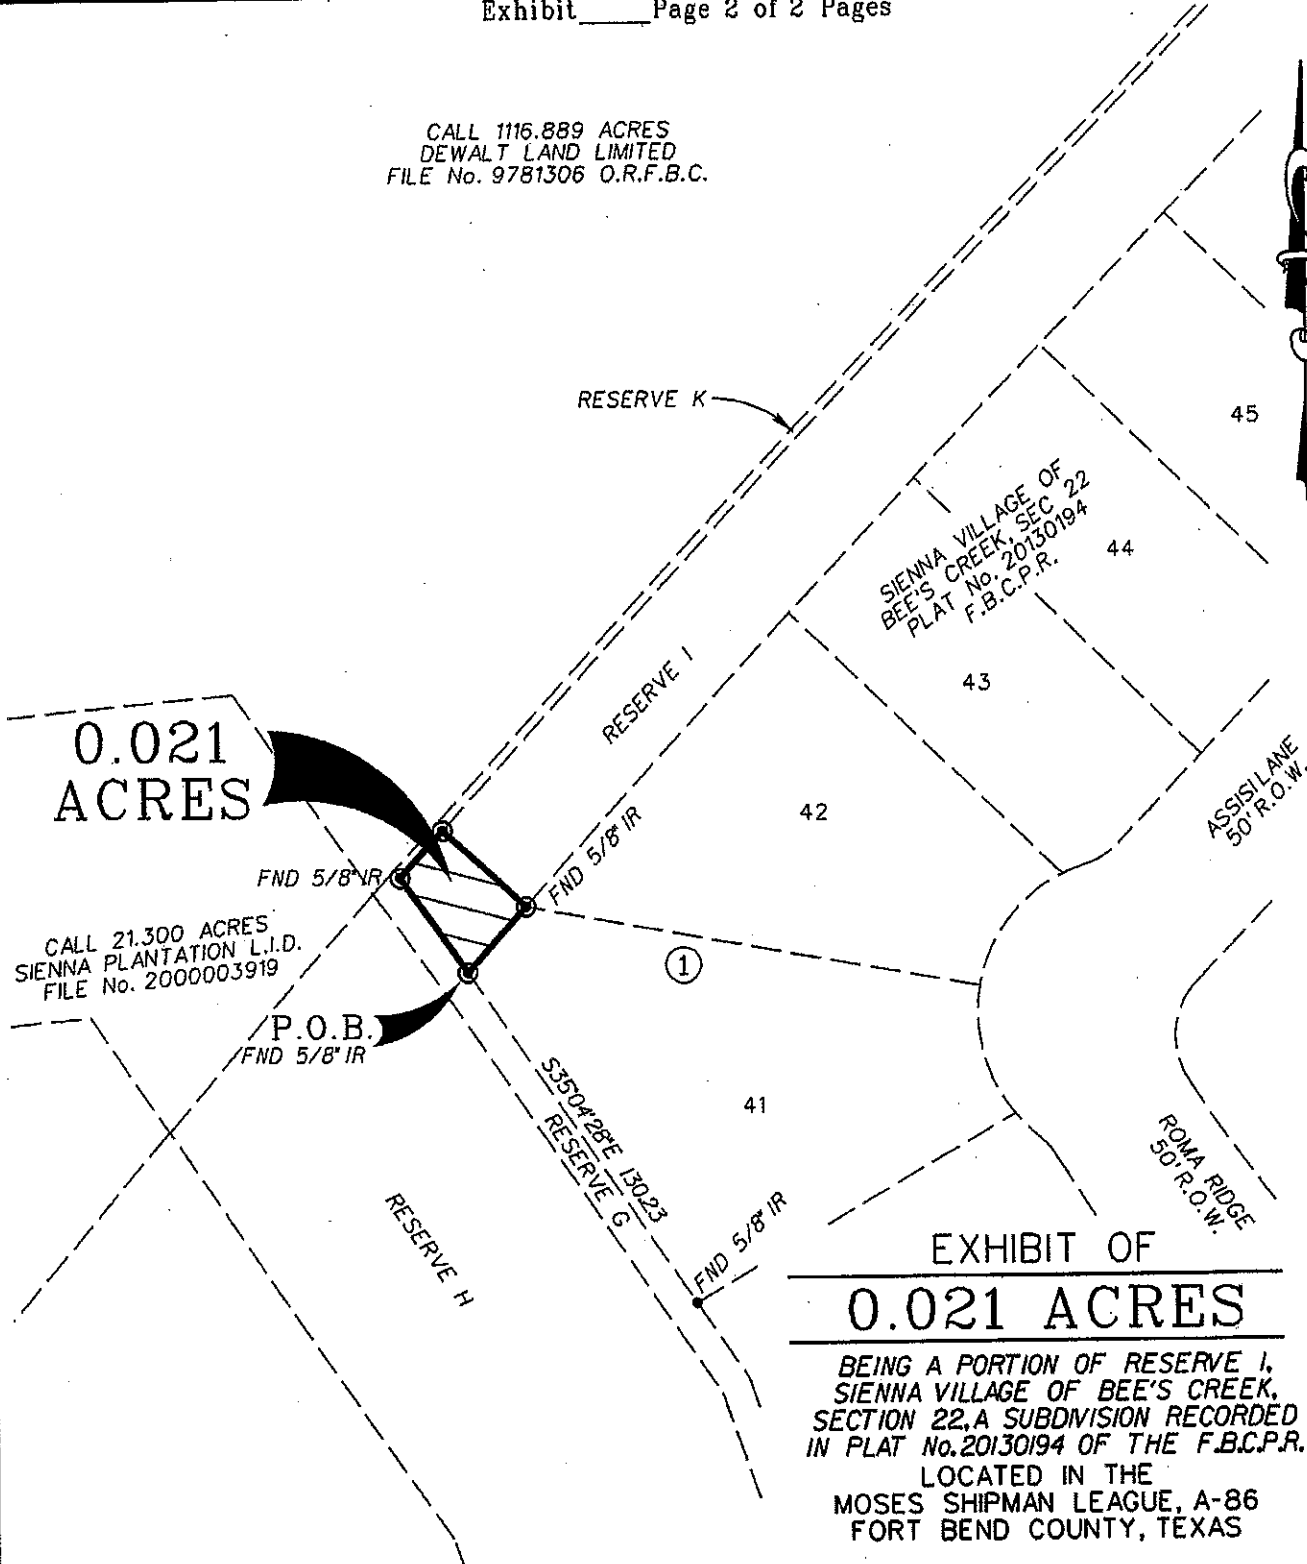 Exhibit____Page 2 of 2 Pages
CALL 1116.889 ACRES
DEWALT LAND LIMITED
FILE No. 9781306 O.R.F.B.C.
RESERVE K
45
SIENNA VILLAGE OF
BEE'S CREEK, SEC 22
PLAT No. 20130194
F.B.C.P.R.
44
43
RESERVE I
0.021
ACRES
ASSISI LANE
50' R.O.W.
42
FND 5/8" IR
FND 5/8" IR
CALL 21.300 ACRES
SIENNA PLANTATION L.I.D.
FILE No. 2000003919
1
P.O.B.
FND 5/8" IR
S35°04'28"E 130.23
RESERVE G
41
ROMA RIDGE
50' R.O.W.
RESERVE H
FND 5/8" IR
EXHIBIT OF
0.021 ACRES
BEING A PORTION OF RESERVE I,
SIENNA VILLAGE OF BEE'S CREEK,
SECTION 22, A SUBDIVISION RECORDED
IN PLAT No. 20130194 OF THE F.B.C.P.R.
LOCATED IN THE
MOSES SHIPMAN LEAGUE, A-86
FORT BEND COUNTY, TEXAS